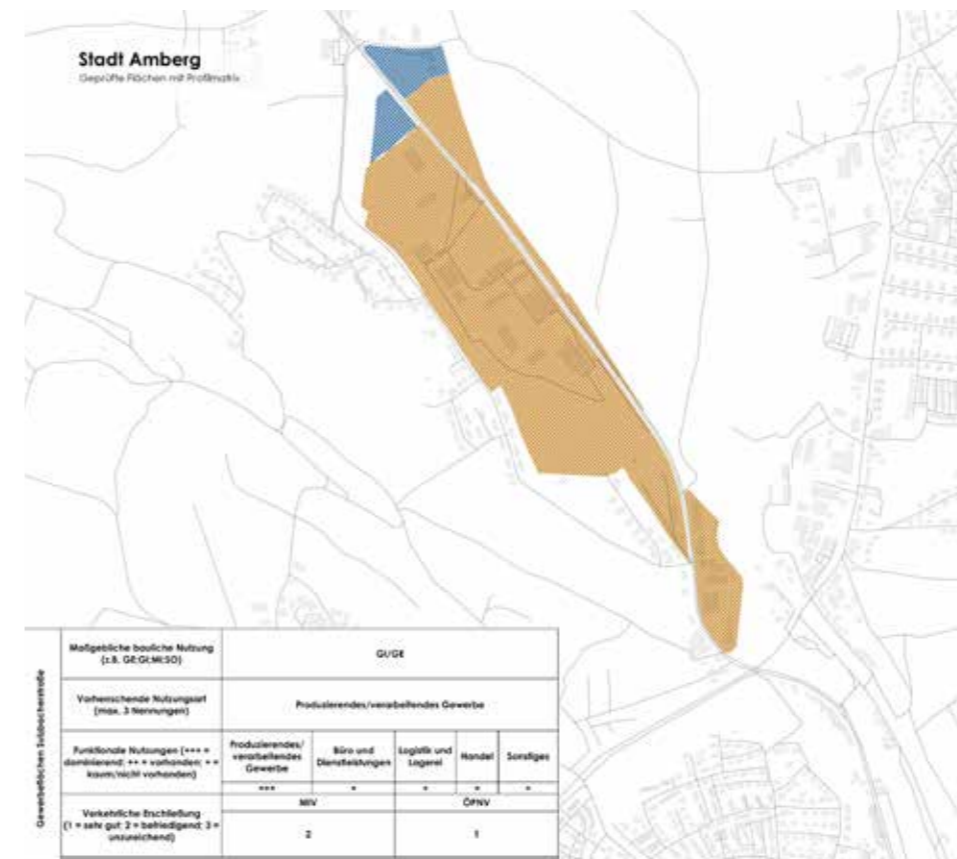 Stadt Amberg
Geprüfte Flächen mit Profilmatrix
Gewerbeflächen Sulzbacherstraße
Maßgebliche bauliche Nutzung
(z.B. GE;GI;MI;SO)
GI/GE
Vorherrschende Nutzungsart
(max. 3 Nennungen)
Produzierendes/verarbeitendes Gewerbe
Funktionale Nutzungen (+++ =
dominierend; ++ = vorhanden; + =
kaum/nicht vorhanden)
Produzierendes/
verarbeitendes
Gewerbe
Büro und
Dienstleistungen
Logistik und
Lagerei
Handel
Sonstiges
+++
+
+
+
+
Verkehrliche Erschließung
(1 = sehr gut; 2 = befriedigend; 3 =
unzureichend)
MIV
ÖPNV
2
1